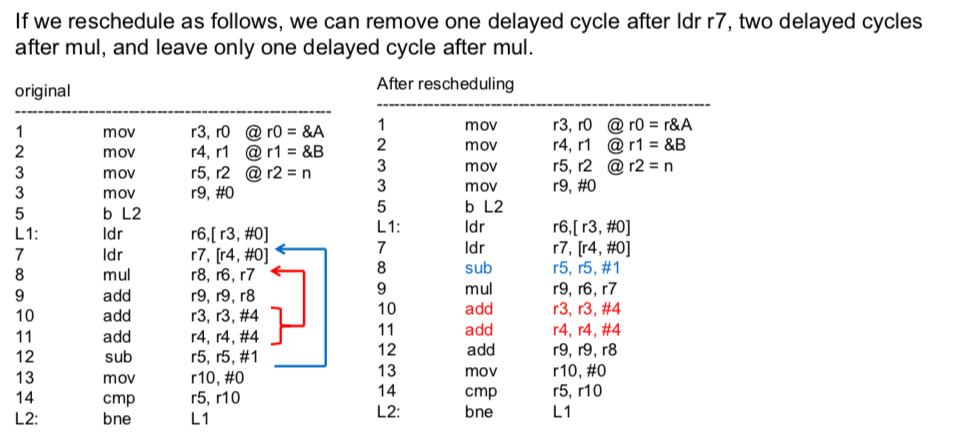 If we reschedule as follows, we can remove one delayed cycle after ldr r7, two delayed cycles
after mul, and leave only one delayed cycle after mul.
original
------------------------------------------------------
1 mov r3, r0 @ r0 = &A
2 mov r4, r1 @ r1 = &B
3 mov r5, r2 @ r2 = n
3 mov r9, #0
5 b L2
L1: ldr r6,[ r3, #0]
7 ldr r7, [r4, #0]
8 mul r8, r6, r7
9 add r9, r9, r8
10 add r3, r3, #4
11 add r4, r4, #4
12 sub r5, r5, #1
13 mov r10, #0
14 cmp r5, r10
L2: bne L1
After rescheduling
------------------------------------------------------
1 mov r3, r0 @ r0 = r&A
2 mov r4, r1 @ r1 = &B
3 mov r5, r2 @ r2 = n
3 mov r9, #0
5 b L2
L1: ldr r6,[ r3, #0]
7 ldr r7, [r4, #0]
8 sub r5, r5, #1
9 mul r9, r6, r7
10 add r3, r3, #4
11 add r4, r4, #4
12 add r9, r9, r8
13 mov r10, #0
14 cmp r5, r10
L2: bne L1